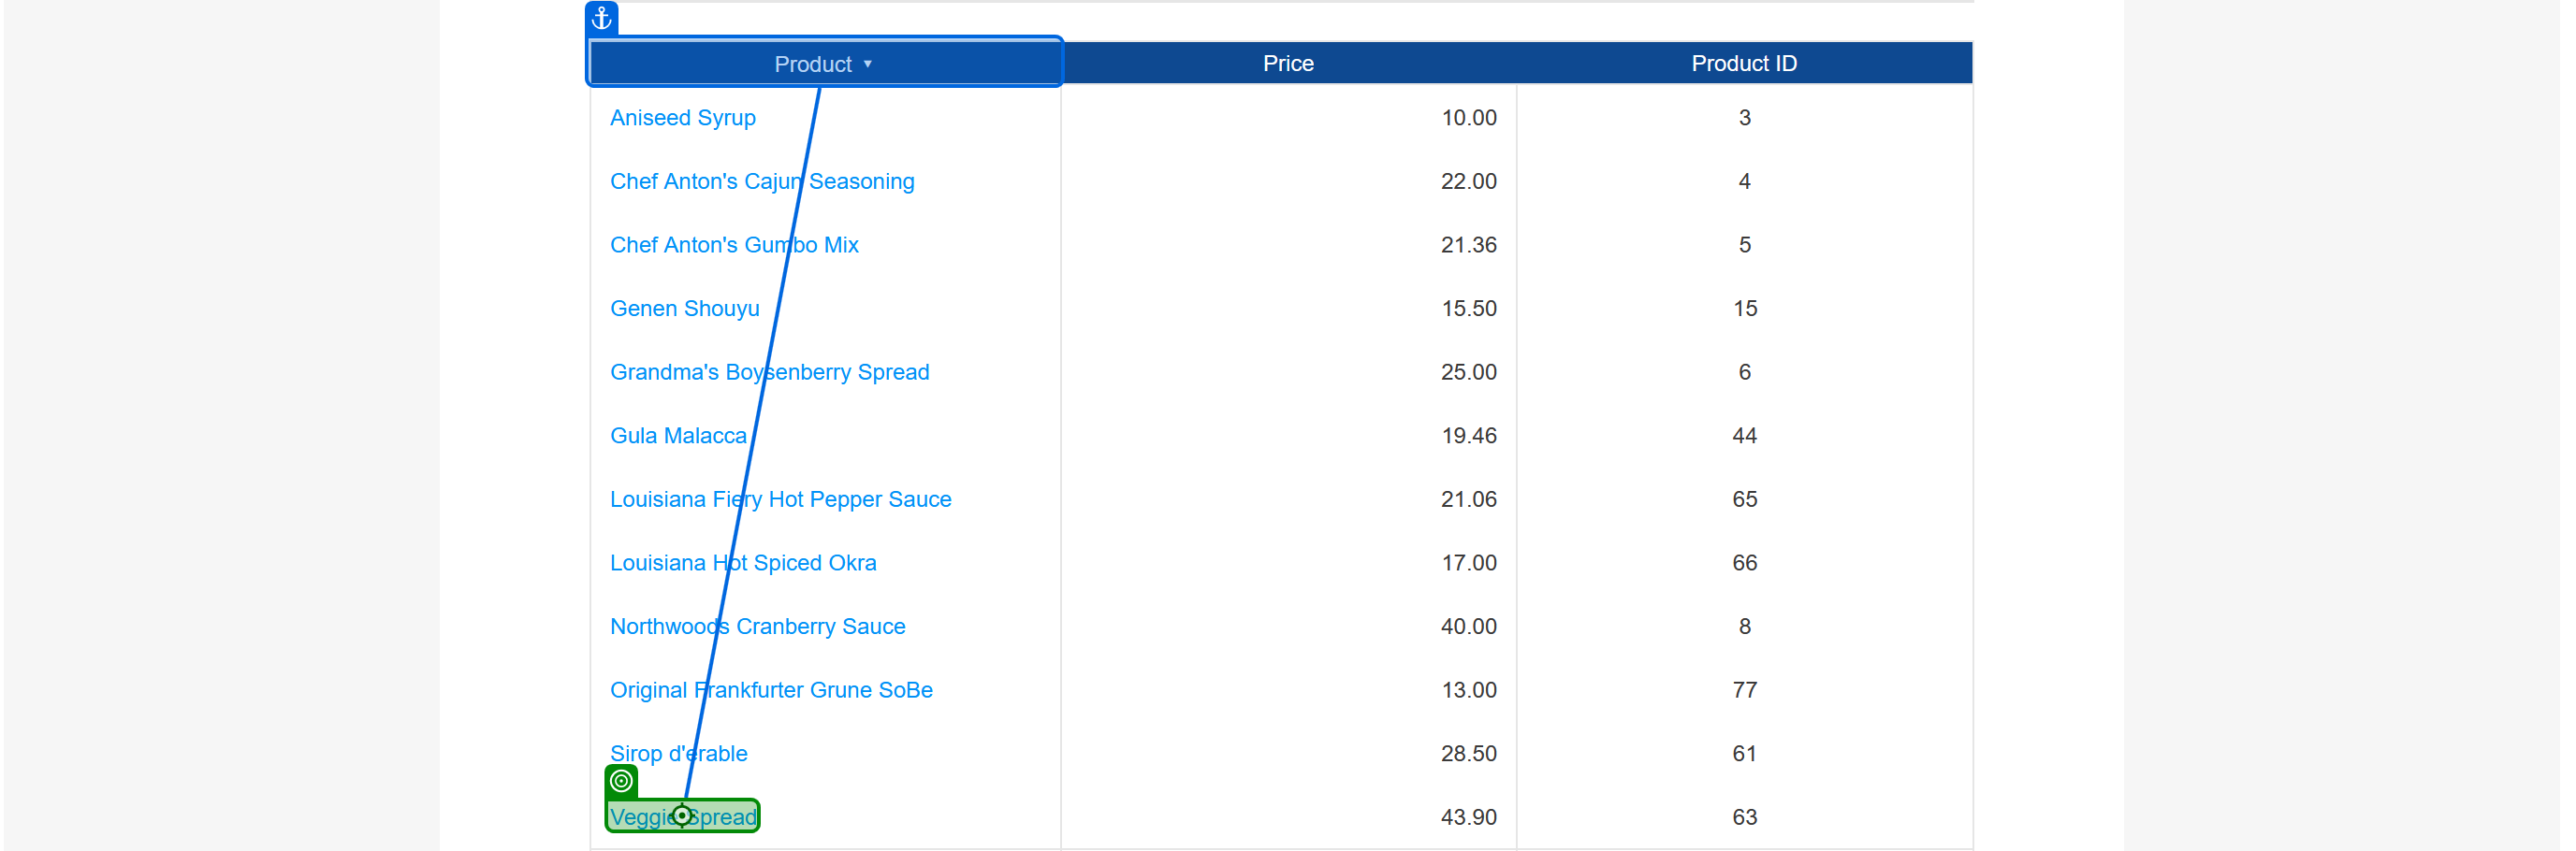 Product ▼ Price Product ID
Aniseed Syrup 10.00 3
Chef Anton's Cajun Seasoning 22.00 4
Chef Anton's Gumbo Mix 21.36 5
Genen Shouyu 15.50 15
Grandma's Boysenberry Spread 25.00 6
Gula Malacca 19.46 44
Louisiana Fiery Hot Pepper Sauce 21.06 65
Louisiana Hot Spiced Okra 17.00 66
Northwoods Cranberry Sauce 40.00 8
Original Frankfurter Grune SoBe 13.00 77
Sirop d'erable 28.50 61
Veggie Spread 43.90 63